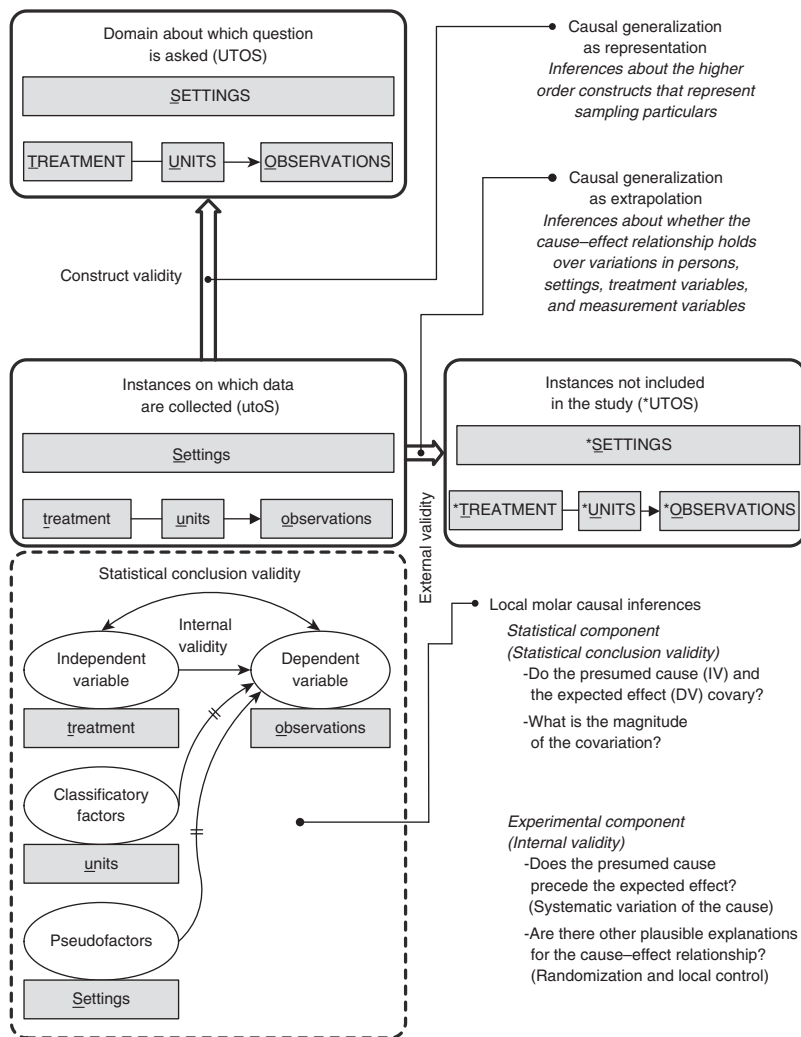 Domain about which question
is asked (UTOS)
SETTINGS
TREATMENT
UNITS
OBSERVATIONS
Construct validity
Causal generalization
as representation
Inferences about the higher
order constructs that represent
sampling particulars
Causal generalization
as extrapolation
Inferences about whether the
cause–effect relationship holds
over variations in persons,
settings, treatment variables,
and measurement variables
Instances on which data
are collected (utoS)
Settings
treatment
units
observations
External validity
Instances not included
in the study (*UTOS)
*SETTINGS
*TREATMENT
*UNITS
*OBSERVATIONS
Statistical conclusion validity
Internal
validity
Independent
variable
treatment
Dependent
variable
observations
Classificatory
factors
units
Pseudofactors
Settings
Local molar causal inferences
Statistical component
(Statistical conclusion validity)
-Do the presumed cause (IV) and
the expected effect (DV) covary?
-What is the magnitude
of the covariation?
Experimental component
(Internal validity)
-Does the presumed cause
precede the expected effect?
(Systematic variation of the cause)
-Are there other plausible explanations
for the cause–effect relationship?
(Randomization and local control)